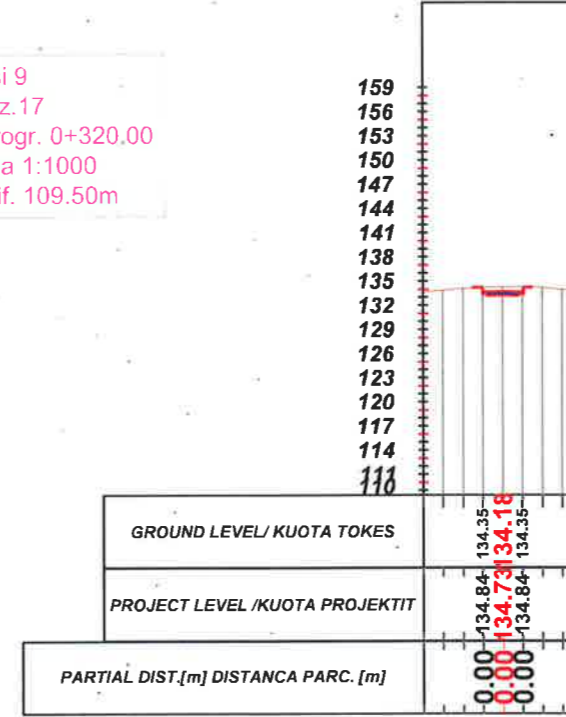 i 9
z.17
ogr. 0+320.00
a 1:1000
if. 109.50m
159
156
153
150
147
144
141
138
135
132
129
126
123
120
117
114
111
110
GROUND LEVEL/ KUOTA TOKES
134.35 134.18 134.35
PROJECT LEVEL /KUOTA PROJEKTIT
134.84 134.73 134.84
PARTIAL DIST.[m] DISTANCA PARC. [m]
0.00 0.00 0.00